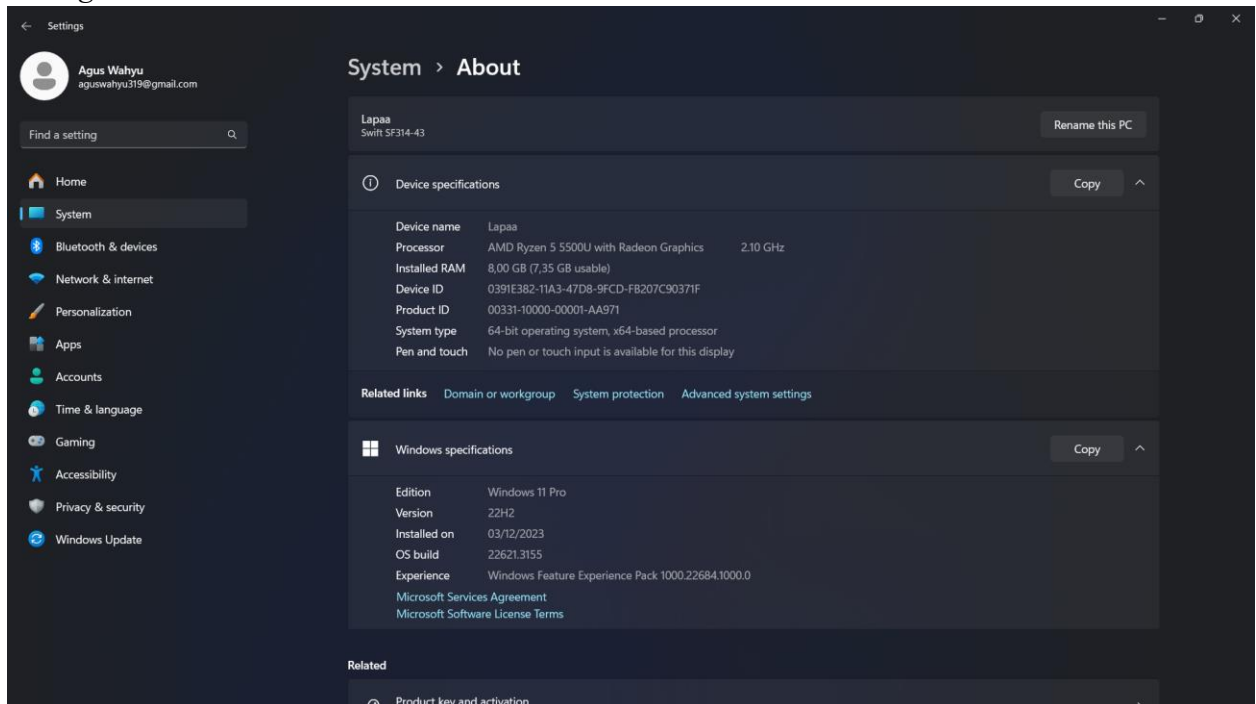 Settings
Agus Wahyu
aguswahyu319@gmail.com
Find a setting
Home
System
Bluetooth & devices
Network & internet
Personalization
Apps
Accounts
Time & language
Gaming
Accessibility
Privacy & security
Windows Update
System > About
Lapaa
Swift SF314-43
Rename this PC
Device specifications
Copy
Device name Lapaa
Processor AMD Ryzen 5 5500U with Radeon Graphics 2.10 GHz
Installed RAM 8,00 GB (7,35 GB usable)
Device ID 0391E382-11A3-47D8-9FCD-FB207C90371F
Product ID 00331-10000-00001-AA971
System type 64-bit operating system, x64-based processor
Pen and touch No pen or touch input is available for this display
Related links Domain or workgroup System protection Advanced system settings
Windows specifications
Copy
Edition Windows 11 Pro
Version 22H2
Installed on 03/12/2023
OS build 22621.3155
Experience Windows Feature Experience Pack 1000.22684.1000.0
Microsoft Services Agreement
Microsoft Software License Terms
Related
Product key and activation